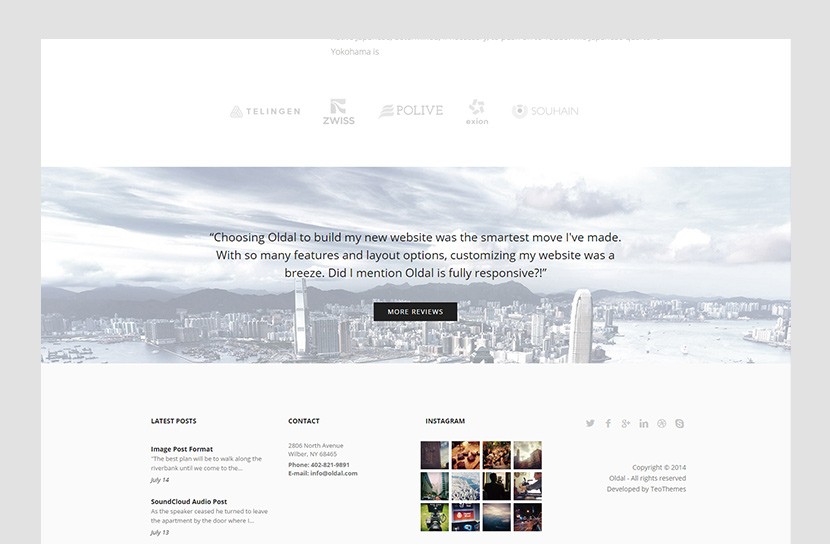 Yokohama is
TELINGEN
ZWISS
POLIVE
exion
SOUHAIN
“Choosing Oldal to build my new website was the smartest move I've made.
With so many features and layout options, customizing my website was a
breeze. Did I mention Oldal is fully responsive?!”
MORE REVIEWS
LATEST POSTS
Image Post Format
“The best plan will be to walk along the
riverbank until we come to the...
July 14
SoundCloud Audio Post
As the speaker ceased he turned to leave
the apartment by the door where I...
July 13
CONTACT
2806 North Avenue
Wilber, NY 68465
Phone: 402-821-9891
E-mail: info@oldal.com
INSTAGRAM
Copyright © 2014
Oldal - All rights reserved
Developed by TeoThemes